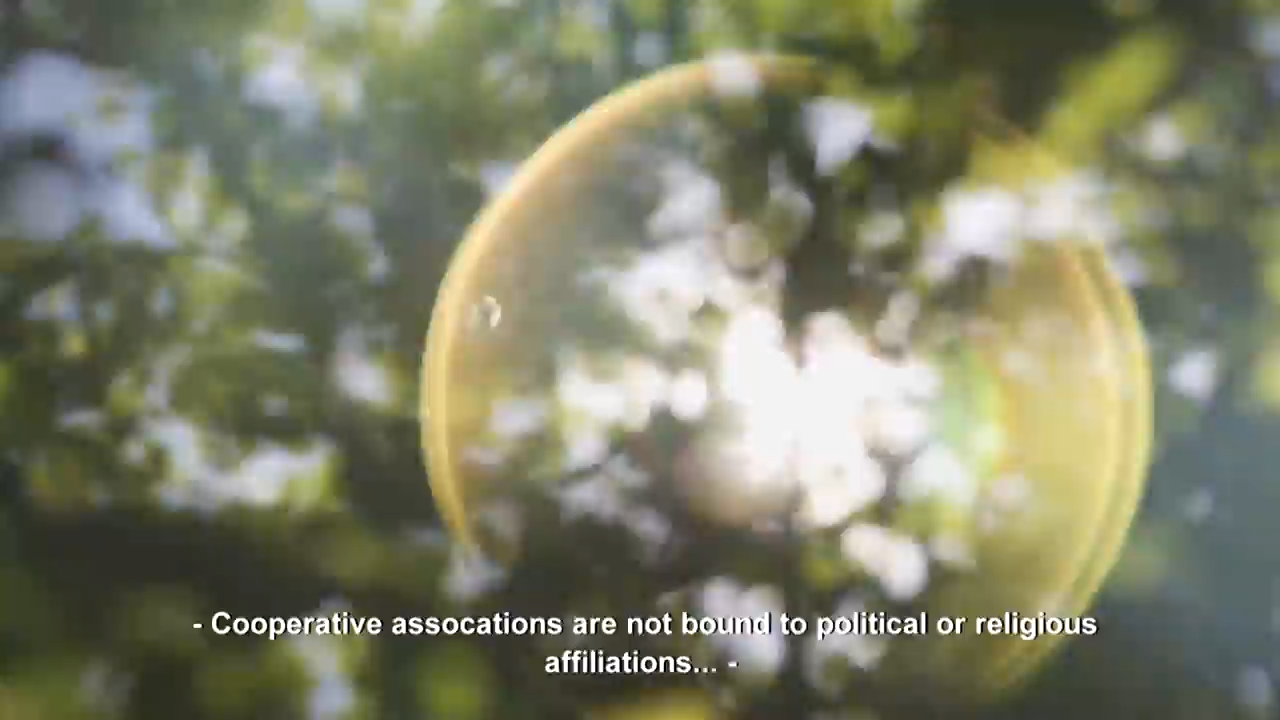 - Cooperative assocations are not bound to political or religious
affiliations... -